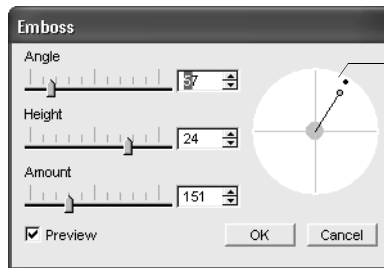 Emboss
Angle
57
Height
24
Amount
151
Preview
OK
Cancel